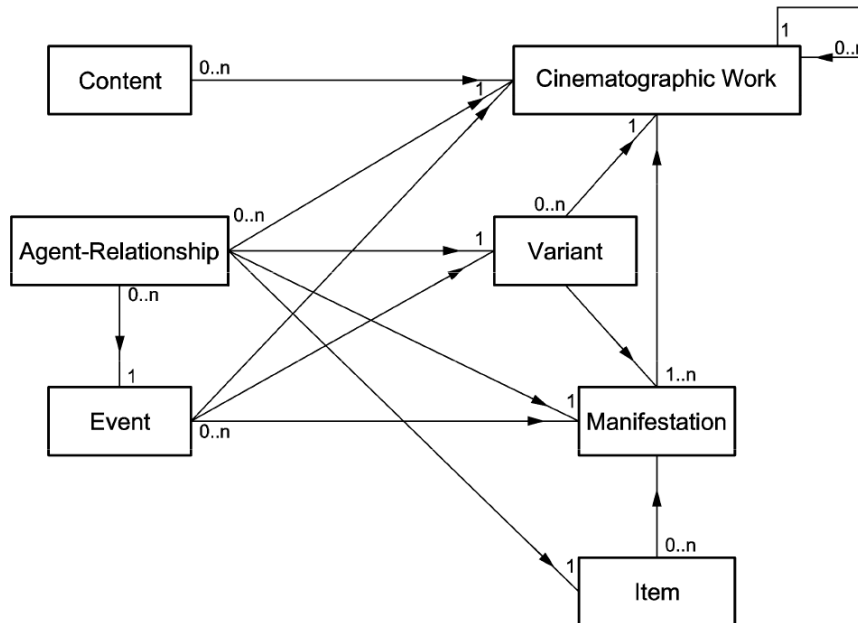 1
0..n
Content
0..n
Cinematographic Work
1
1
0..n
0..n
Agent-Relationship
1
Variant
0..n
1
1..n
1
Event
0..n
Manifestation
1
0..n
Item